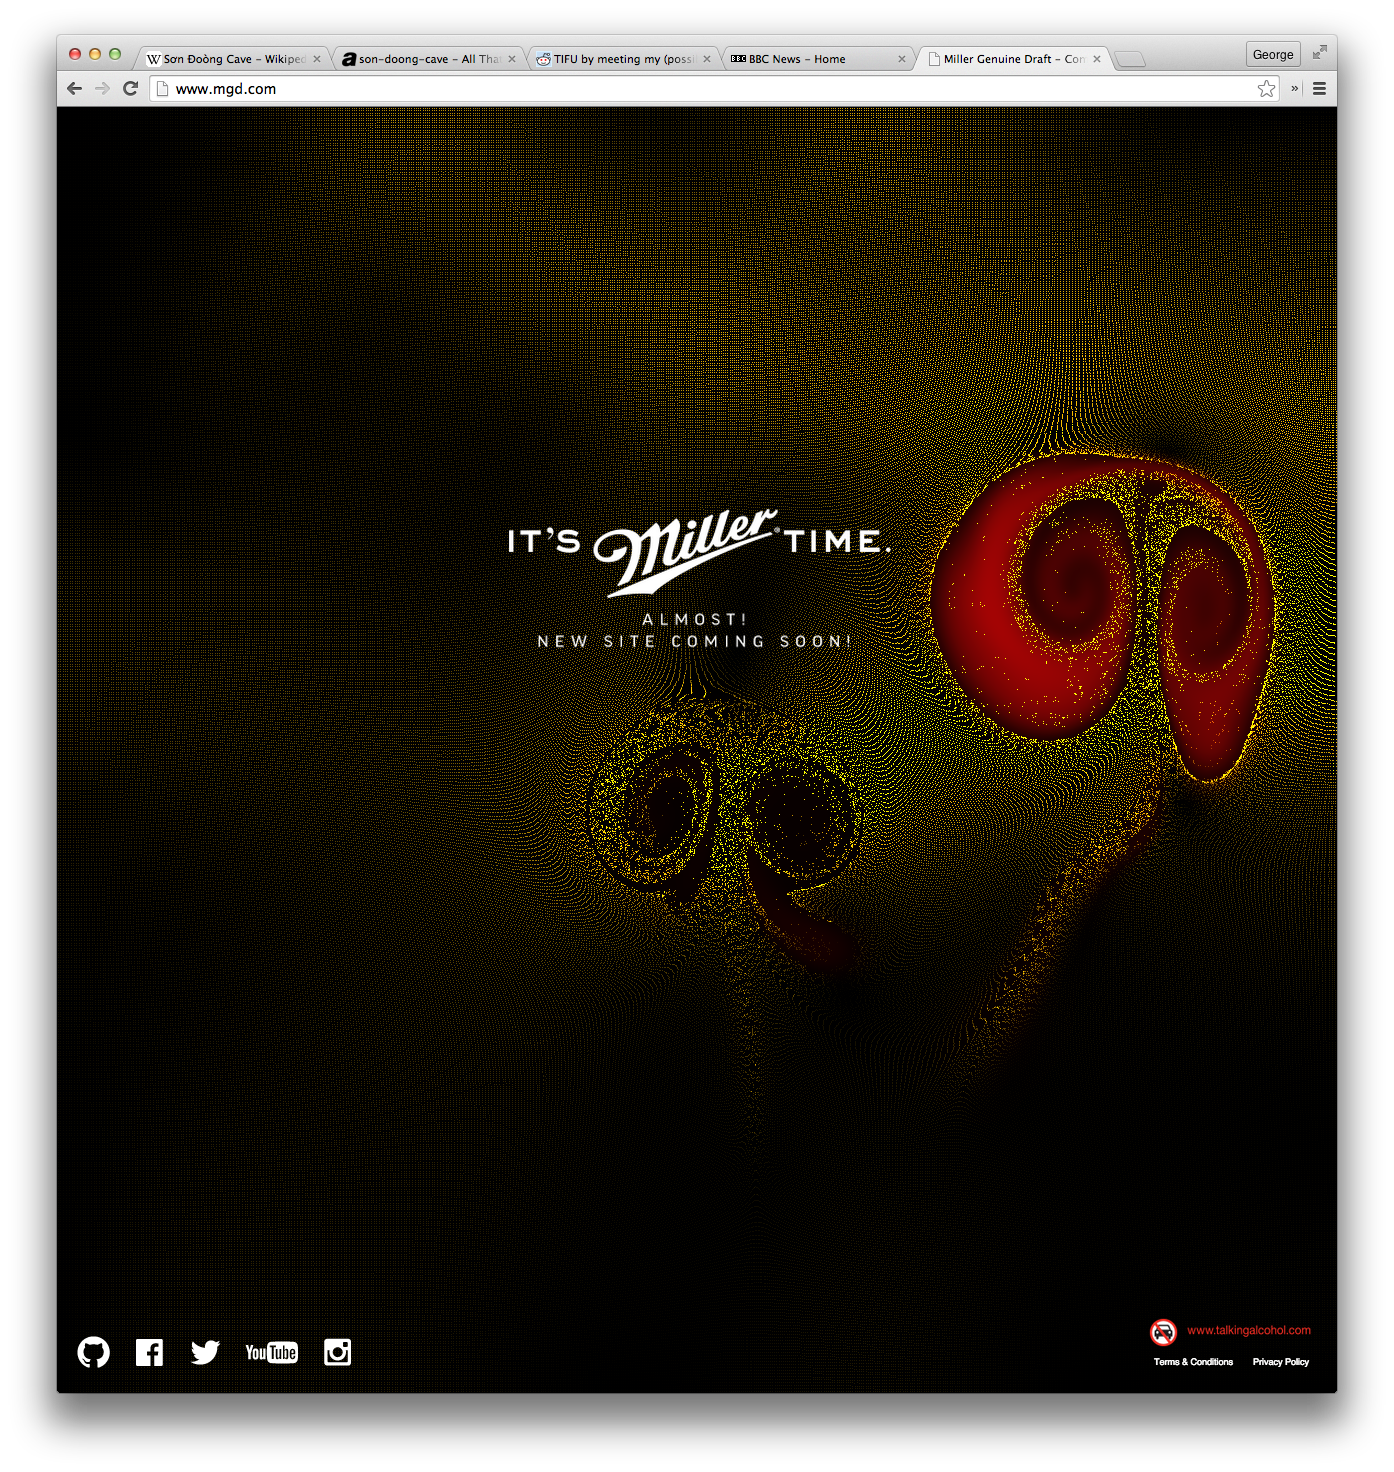 Sơn Đoòng Cave – Wikiped
son-doong-cave – All Tha
TIFU by meeting my (possi
BBC BBC News – Home
Miller Genuine Draft – Con
George
www.mgd.com
IT'S Miller® TIME.
ALMOST!
NEW SITE COMING SOON!
www.talkingalcohol.com
YouTube
Terms & Conditions Privacy Policy